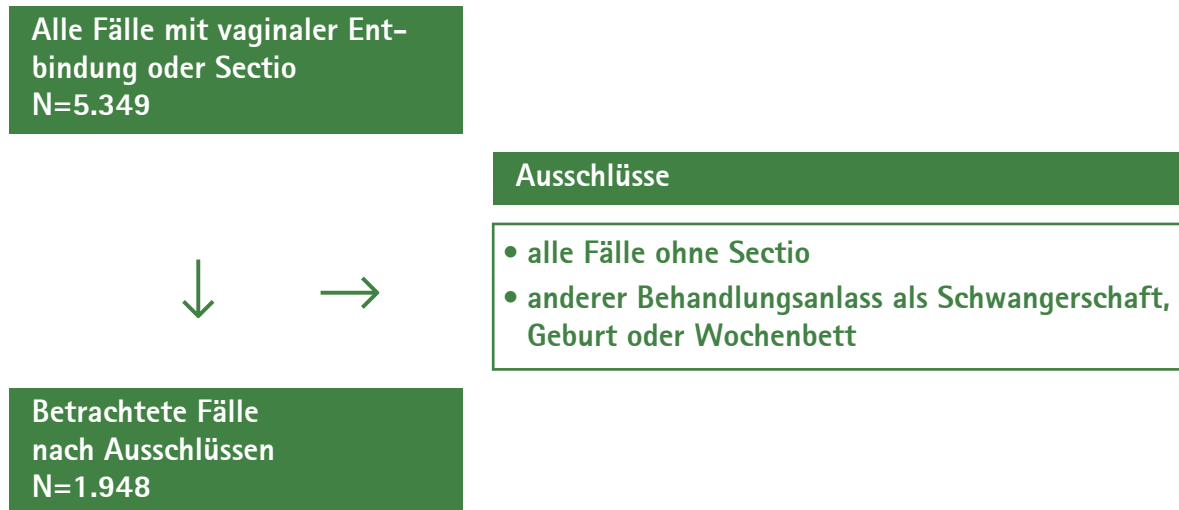 Alle Fälle mit vaginaler Ent-
bindung oder Sectio
N=5.349
Ausschlüsse
• alle Fälle ohne Sectio
• anderer Behandlungsanlass als Schwangerschaft,
Geburt oder Wochenbett
Betrachtete Fälle
nach Ausschlüssen
N=1.948